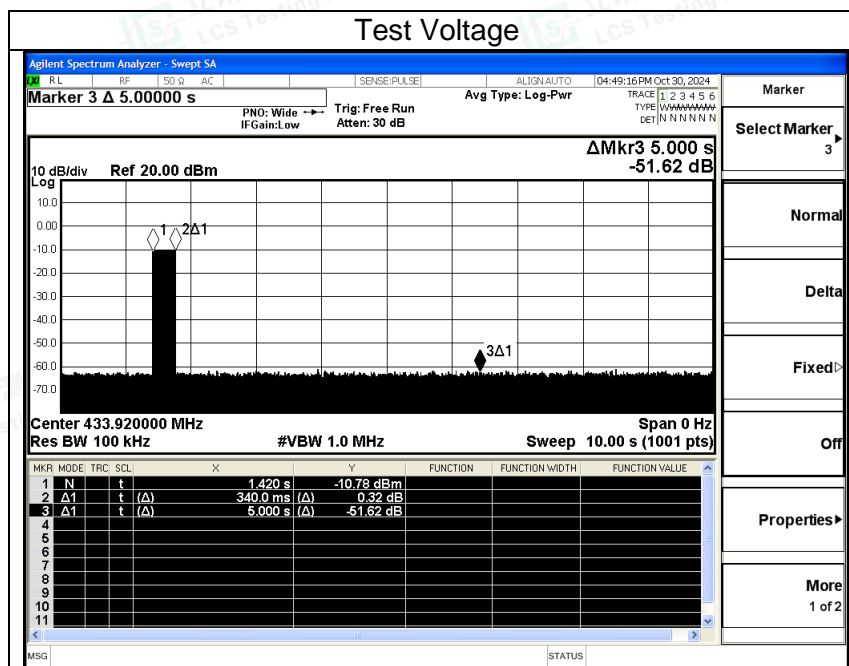 Test Voltage
Agilent Spectrum Analyzer - Swept SA
RL RF 50 Ω AC SENSE:PULSE ALIGN AUTO 04:49:16 PM Oct 30, 2024
Marker 3 Δ 5.00000 s
PNO: Wide
IFGain:Low
Trig: Free Run
Atten: 30 dB
Avg Type: Log-Pwr
TRACE 1 2 3 4 5 6
TYPE WWWWWW
DET N N N N N N
ΔMkr3 5.000 s
-51.62 dB
10 dB/div Ref 20.00 dBm
Log
10.0
0.00
-10.0
-20.0
-30.0
-40.0
-50.0
-60.0
-70.0
1 2Δ1
3Δ1
Center 433.920000 MHz Span 0 Hz
Res BW 100 kHz #VBW 1.0 MHz Sweep 10.00 s (1001 pts)
MKR MODE TRC SCL X Y FUNCTION FUNCTION WIDTH FUNCTION VALUE
1 N t 1.420 s -10.78 dBm
2 Δ1 t (Δ) 340.0 ms (Δ) 0.32 dB
3 Δ1 t (Δ) 5.000 s (Δ) -51.62 dB
4
5
6
7
8
9
10
11
MSG STATUS
Marker
Select Marker
3
Normal
Delta
Fixed
Off
Properties
More
1 of 2